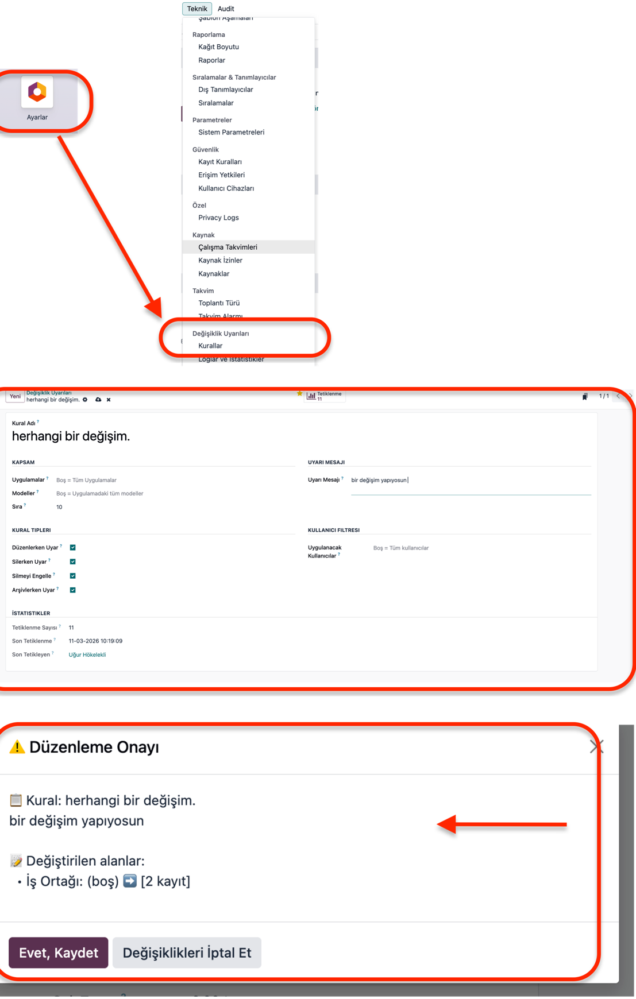 Teknik Audit
Şablon Aşamaları
Raporlama
Kağıt Boyutu
Raporlar
Sıralamalar & Tanımlayıcılar
Dış Tanımlayıcılar
Sıralamalar
Parametreler
Sistem Parametreleri
Güvenlik
Kayıt Kuralları
Erişim Yetkileri
Kullanıcı Cihazları
Özel
Privacy Logs
Kaynak
Çalışma Takvimleri
Kaynak İzinler
Kaynaklar
Takvim
Toplantı Türü
Takvim Alarmı
Değişiklik Uyarıları
Kurallar
Loglar ve İstatistikler
Ayarlar
Yeni
Değişiklik Uyarıları
herhangi bir değişim.
Tetiklenme
11
1 / 1
Kural Adı ?
herhangi bir değişim.
KAPSAM
Uygulamalar ? Boş = Tüm Uygulamalar
Modeller ? Boş = Uygulamadaki tüm modeller
Sıra ? 10
UYARI MESAJI
Uyarı Mesajı ? bir değişim yapıyosun
KURAL TIPLERI
Düzenlerken Uyar ?
Silerken Uyar ?
Silmeyi Engelle ?
Arşivlerken Uyar ?
KULLANICI FILTRESI
Uygulanacak
Kullanıcılar ? Boş = Tüm kullanıcılar
İSTATISTIKLER
Tetiklenme Sayısı ? 11
Son Tetiklenme ? 11-03-2026 10:19:09
Son Tetikleyen ? Uğur Hökelekli
⚠️ Düzenleme Onayı
📋 Kural: herhangi bir değişim.
bir değişim yapıyosun
📝 Değiştirilen alanlar:
• İş Ortağı: (boş) ➡️ [2 kayıt]
Evet, Kaydet
Değişiklikleri İptal Et